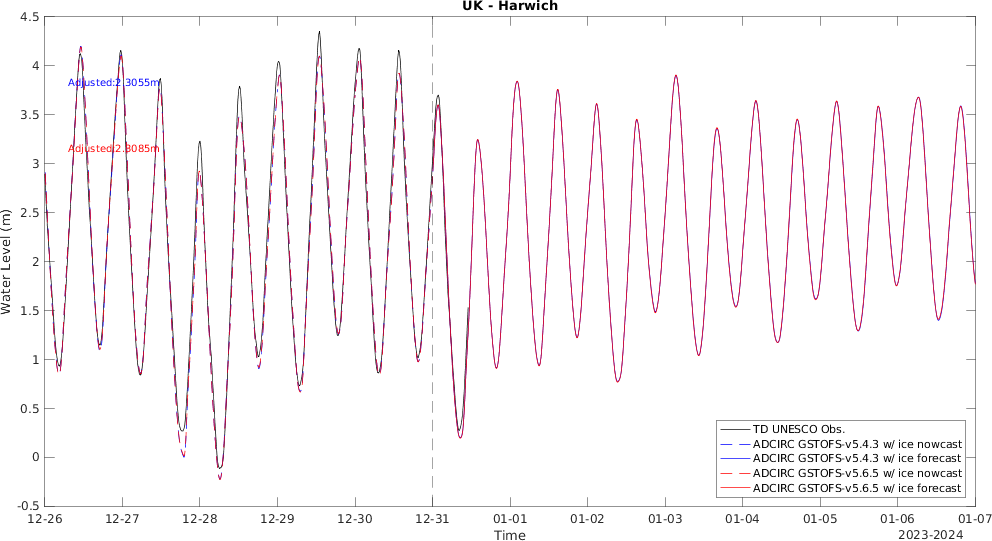 UK - Harwich
4.5
4
3.5
3
2.5
2
1.5
1
0.5
0
-0.5
Water Level (m)
Adjusted:2.3055m
Adjusted:2.3085m
TD UNESCO Obs.
ADCIRC GSTOFS-v5.4.3 w/ ice nowcast
ADCIRC GSTOFS-v5.4.3 w/ ice forecast
ADCIRC GSTOFS-v5.6.5 w/ ice nowcast
ADCIRC GSTOFS-v5.6.5 w/ ice forecast
12-26 12-27 12-28 12-29 12-30 12-31 01-01 01-02 01-03 01-04 01-05 01-06 01-07
Time
2023-2024